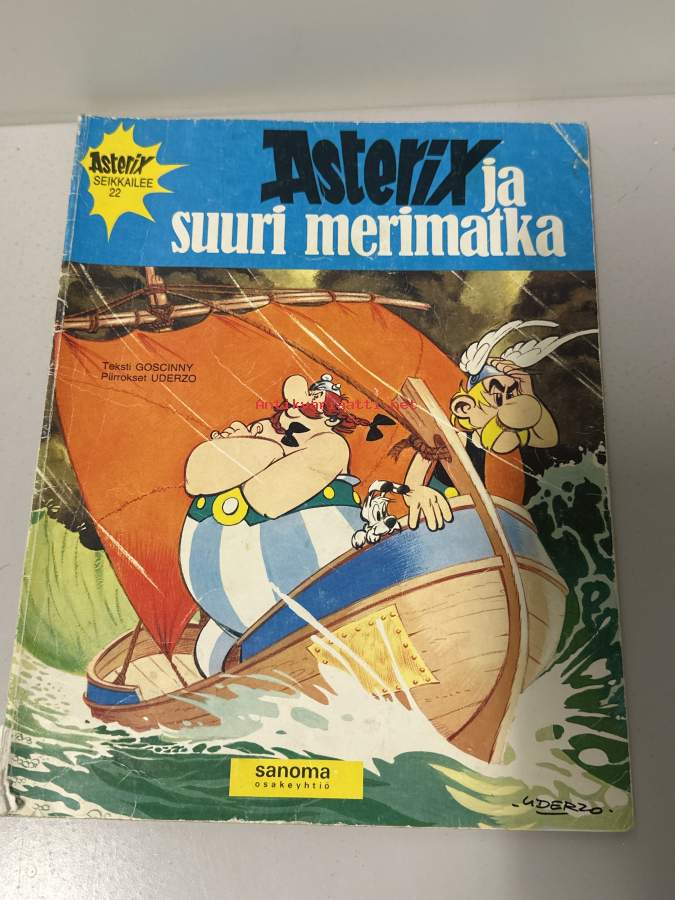 Asterix
SEIKKAILEE
22
Asterix ja
suuri merimatka
Teksti GOSCINNY
Piirrokset UDERZO
Antikvariaatti.net
sanoma
osakeyhtiö
UDERZO.